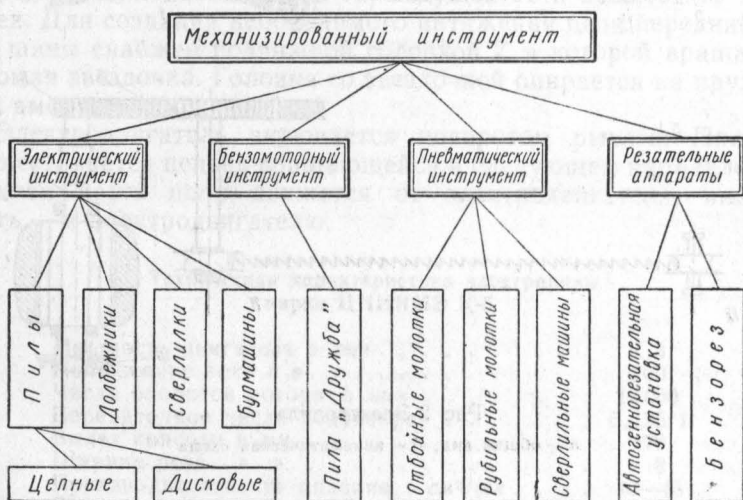 Механизированный инструмент
Электрический
инструмент
Бензомоторный
инструмент
Пневматический
инструмент
Резательные
аппараты
Пилы
Долбежки
Сверлилки
Бурмашины
Пила „Дружба"
Отбойные молотки
Рубильные молотки
Сверлильные машины
Автогеннорезательная
установка
бензорез
Цепные Дисковые